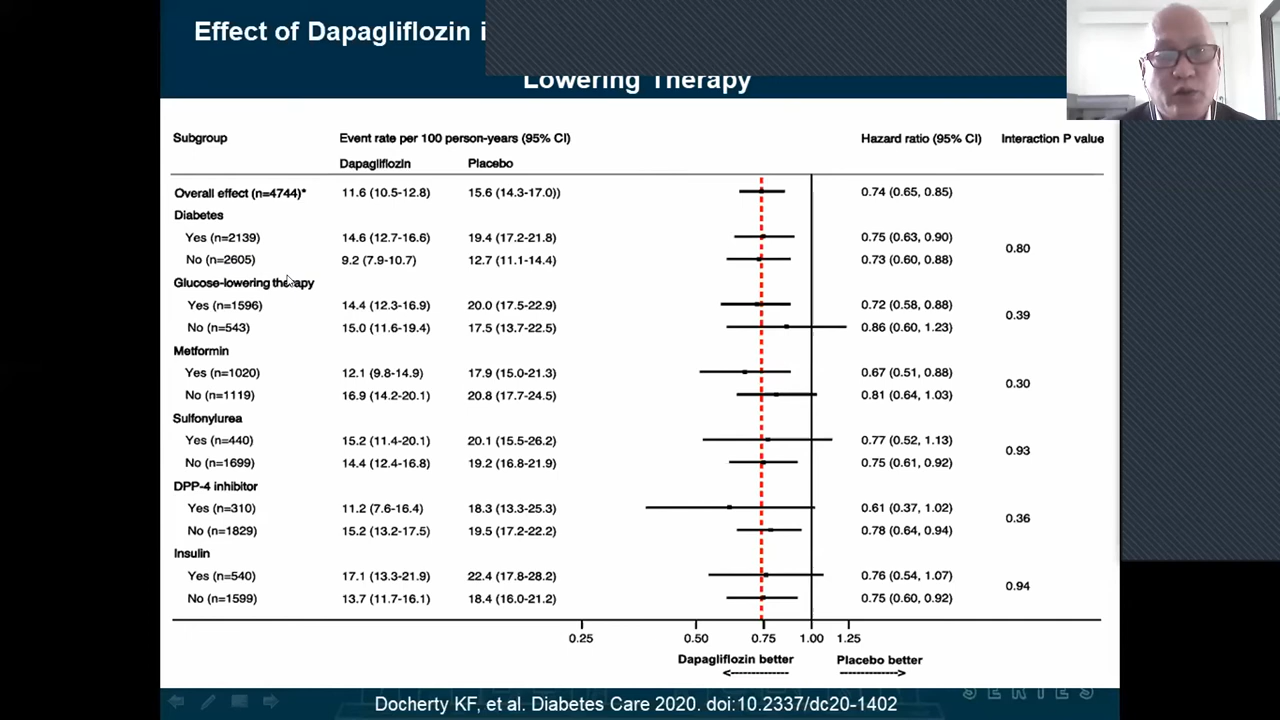 Effect of Dapagliflozin
Lowering Therapy
Subgroup Event rate per 100 person-years (95% CI) Hazard ratio (95% CI) Interaction P value
Dapagliflozin Placebo
Overall effect (n=4744)* 11.6 (10.5-12.8) 15.6 (14.3-17.0)) 0.74 (0.65, 0.85)
Diabetes
Yes (n=2139) 14.6 (12.7-16.6) 19.4 (17.2-21.8) 0.75 (0.63, 0.90)
0.80
No (n=2605) 9.2 (7.9-10.7) 12.7 (11.1-14.4) 0.73 (0.60, 0.88)
Glucose-lowering therapy
Yes (n=1596) 14.4 (12.3-16.9) 20.0 (17.5-22.9) 0.72 (0.58, 0.88)
0.39
No (n=543) 15.0 (11.6-19.4) 17.5 (13.7-22.5) 0.86 (0.60, 1.23)
Metformin
Yes (n=1020) 12.1 (9.8-14.9) 17.9 (15.0-21.3) 0.67 (0.51, 0.88)
0.30
No (n=1119) 16.9 (14.2-20.1) 20.8 (17.7-24.5) 0.81 (0.64, 1.03)
Sulfonylurea
Yes (n=440) 15.2 (11.4-20.1) 20.1 (15.5-26.2) 0.77 (0.52, 1.13)
0.93
No (n=1699) 14.4 (12.4-16.8) 19.2 (16.8-21.9) 0.75 (0.61, 0.92)
DPP-4 inhibitor
Yes (n=310) 11.2 (7.6-16.4) 18.3 (13.3-25.3) 0.61 (0.37, 1.02)
0.36
No (n=1829) 15.2 (13.2-17.5) 19.5 (17.2-22.2) 0.78 (0.64, 0.94)
Insulin
Yes (n=540) 17.1 (13.3-21.9) 22.4 (17.8-28.2) 0.76 (0.54, 1.07)
0.94
No (n=1599) 13.7 (11.7-16.1) 18.4 (16.0-21.2) 0.75 (0.60, 0.92)
0.25 0.50 0.75 1.00 1.25
Dapagliflozin better Placebo better
SERIES
Docherty KF, et al. Diabetes Care 2020. doi:10.2337/dc20-1402